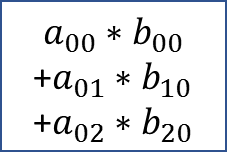 a₀₀ * b₀₀
+a₀₁ * b₁₀
+a₀₂ * b₂₀